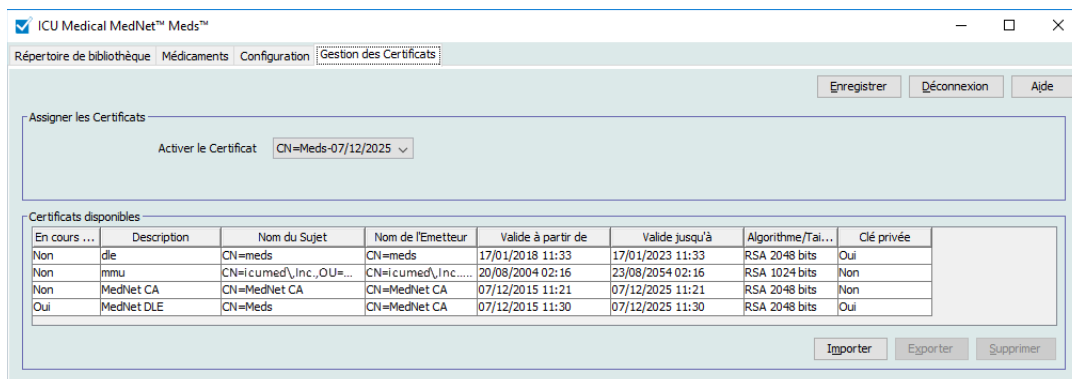 ICU Medical MedNet™ Meds™
Répertoire de bibliothèque Médicaments Configuration Gestion des Certificats
Enregistrer Déconnexion Aide
Assigner les Certificats
Activer le Certificat CN=Meds-07/12/2025
Certificats disponibles
En cours ... Description Nom du Sujet Nom de l'Emetteur Valide à partir de Valide jusqu'à Algorithme/Tai... Clé privée
Non dle CN=meds CN=meds 17/01/2018 11:33 17/01/2023 11:33 RSA 2048 bits Oui
Non mmu CN=icumed\,Inc.,OU=... CN=icumed\,Inc.... 20/08/2004 02:16 23/08/2054 02:16 RSA 1024 bits Non
Non MedNet CA CN=MedNet CA CN=MedNet CA 07/12/2015 11:21 07/12/2025 11:21 RSA 2048 bits Non
Oui MedNet DLE CN=Meds CN=MedNet CA 07/12/2015 11:30 07/12/2025 11:30 RSA 2048 bits Oui
Importer Exporter Supprimer